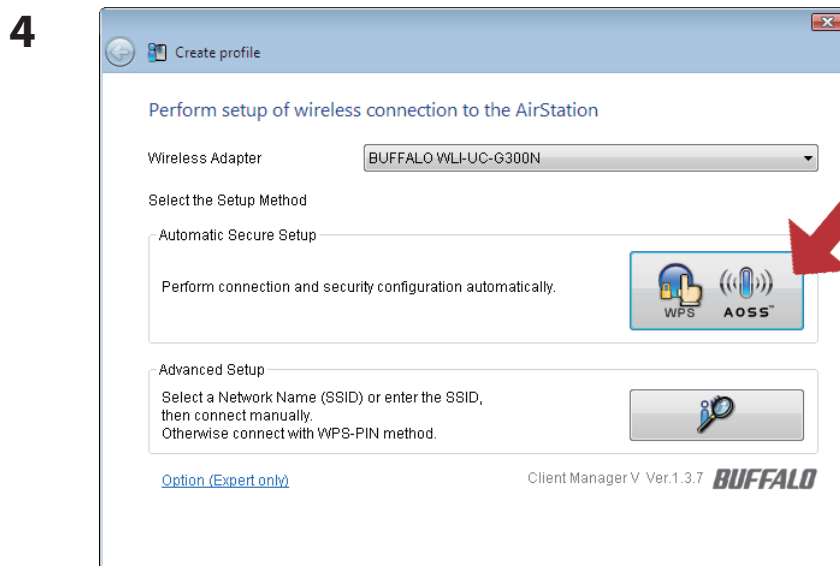 4
Create profile
Perform setup of wireless connection to the AirStation
Wireless Adapter
BUFFALO WLI-UC-G300N
Select the Setup Method
Automatic Secure Setup
Perform connection and security configuration automatically.
WPS AOSS™
Advanced Setup
Select a Network Name (SSID) or enter the SSID,
then connect manually.
Otherwise connect with WPS-PIN method.
Option (Expert only)
Client Manager V Ver.1.3.7 BUFFALO